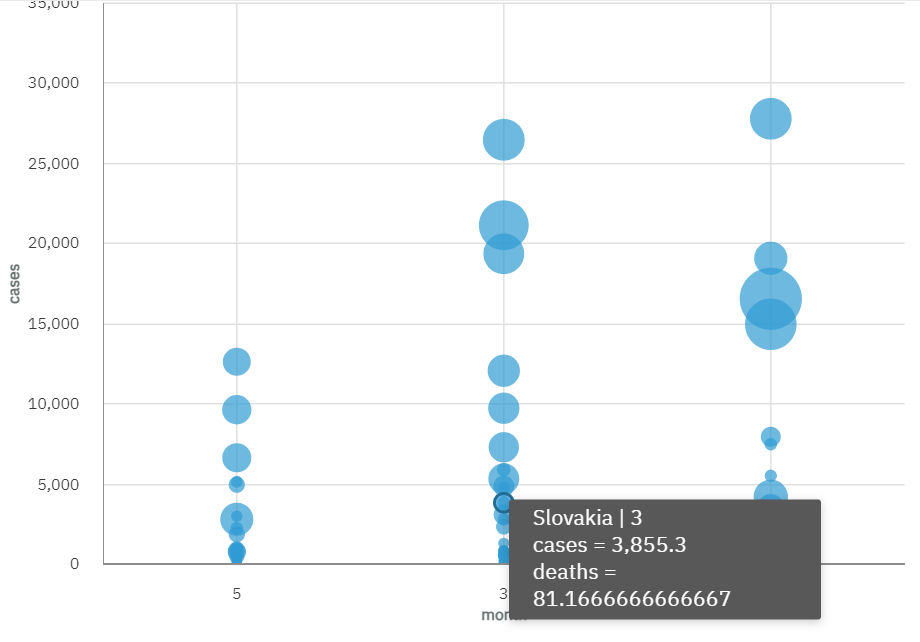 35,000
30,000
25,000
20,000
15,000
10,000
5,000
0
cases
5
3
Slovakia | 3
cases = 3,855.3
deaths =
81.1666666666667